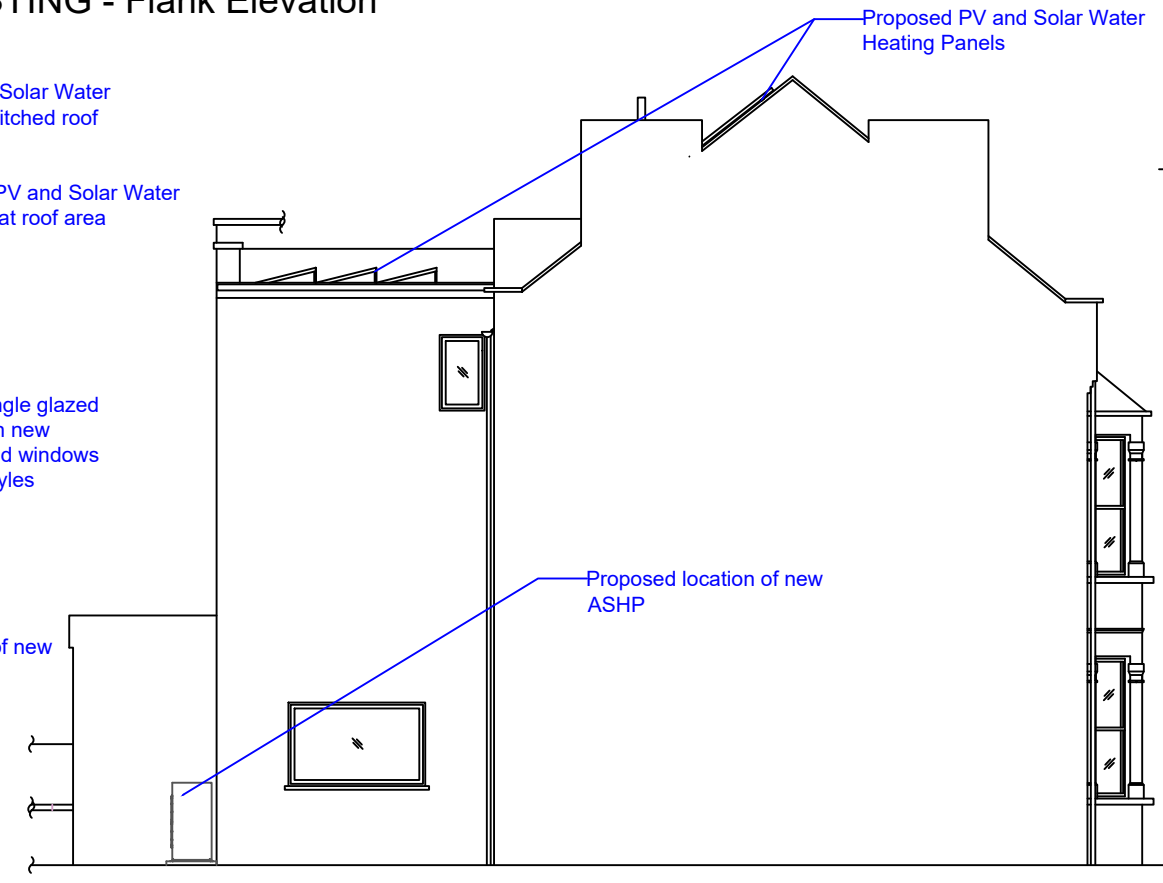 STING - Flank Elevation
Proposed PV and Solar Water
Heating Panels
Solar Water
itched roof
PV and Solar Water
at roof area
ngle glazed
n new
d windows
yles
Proposed location of new
ASHP
of new